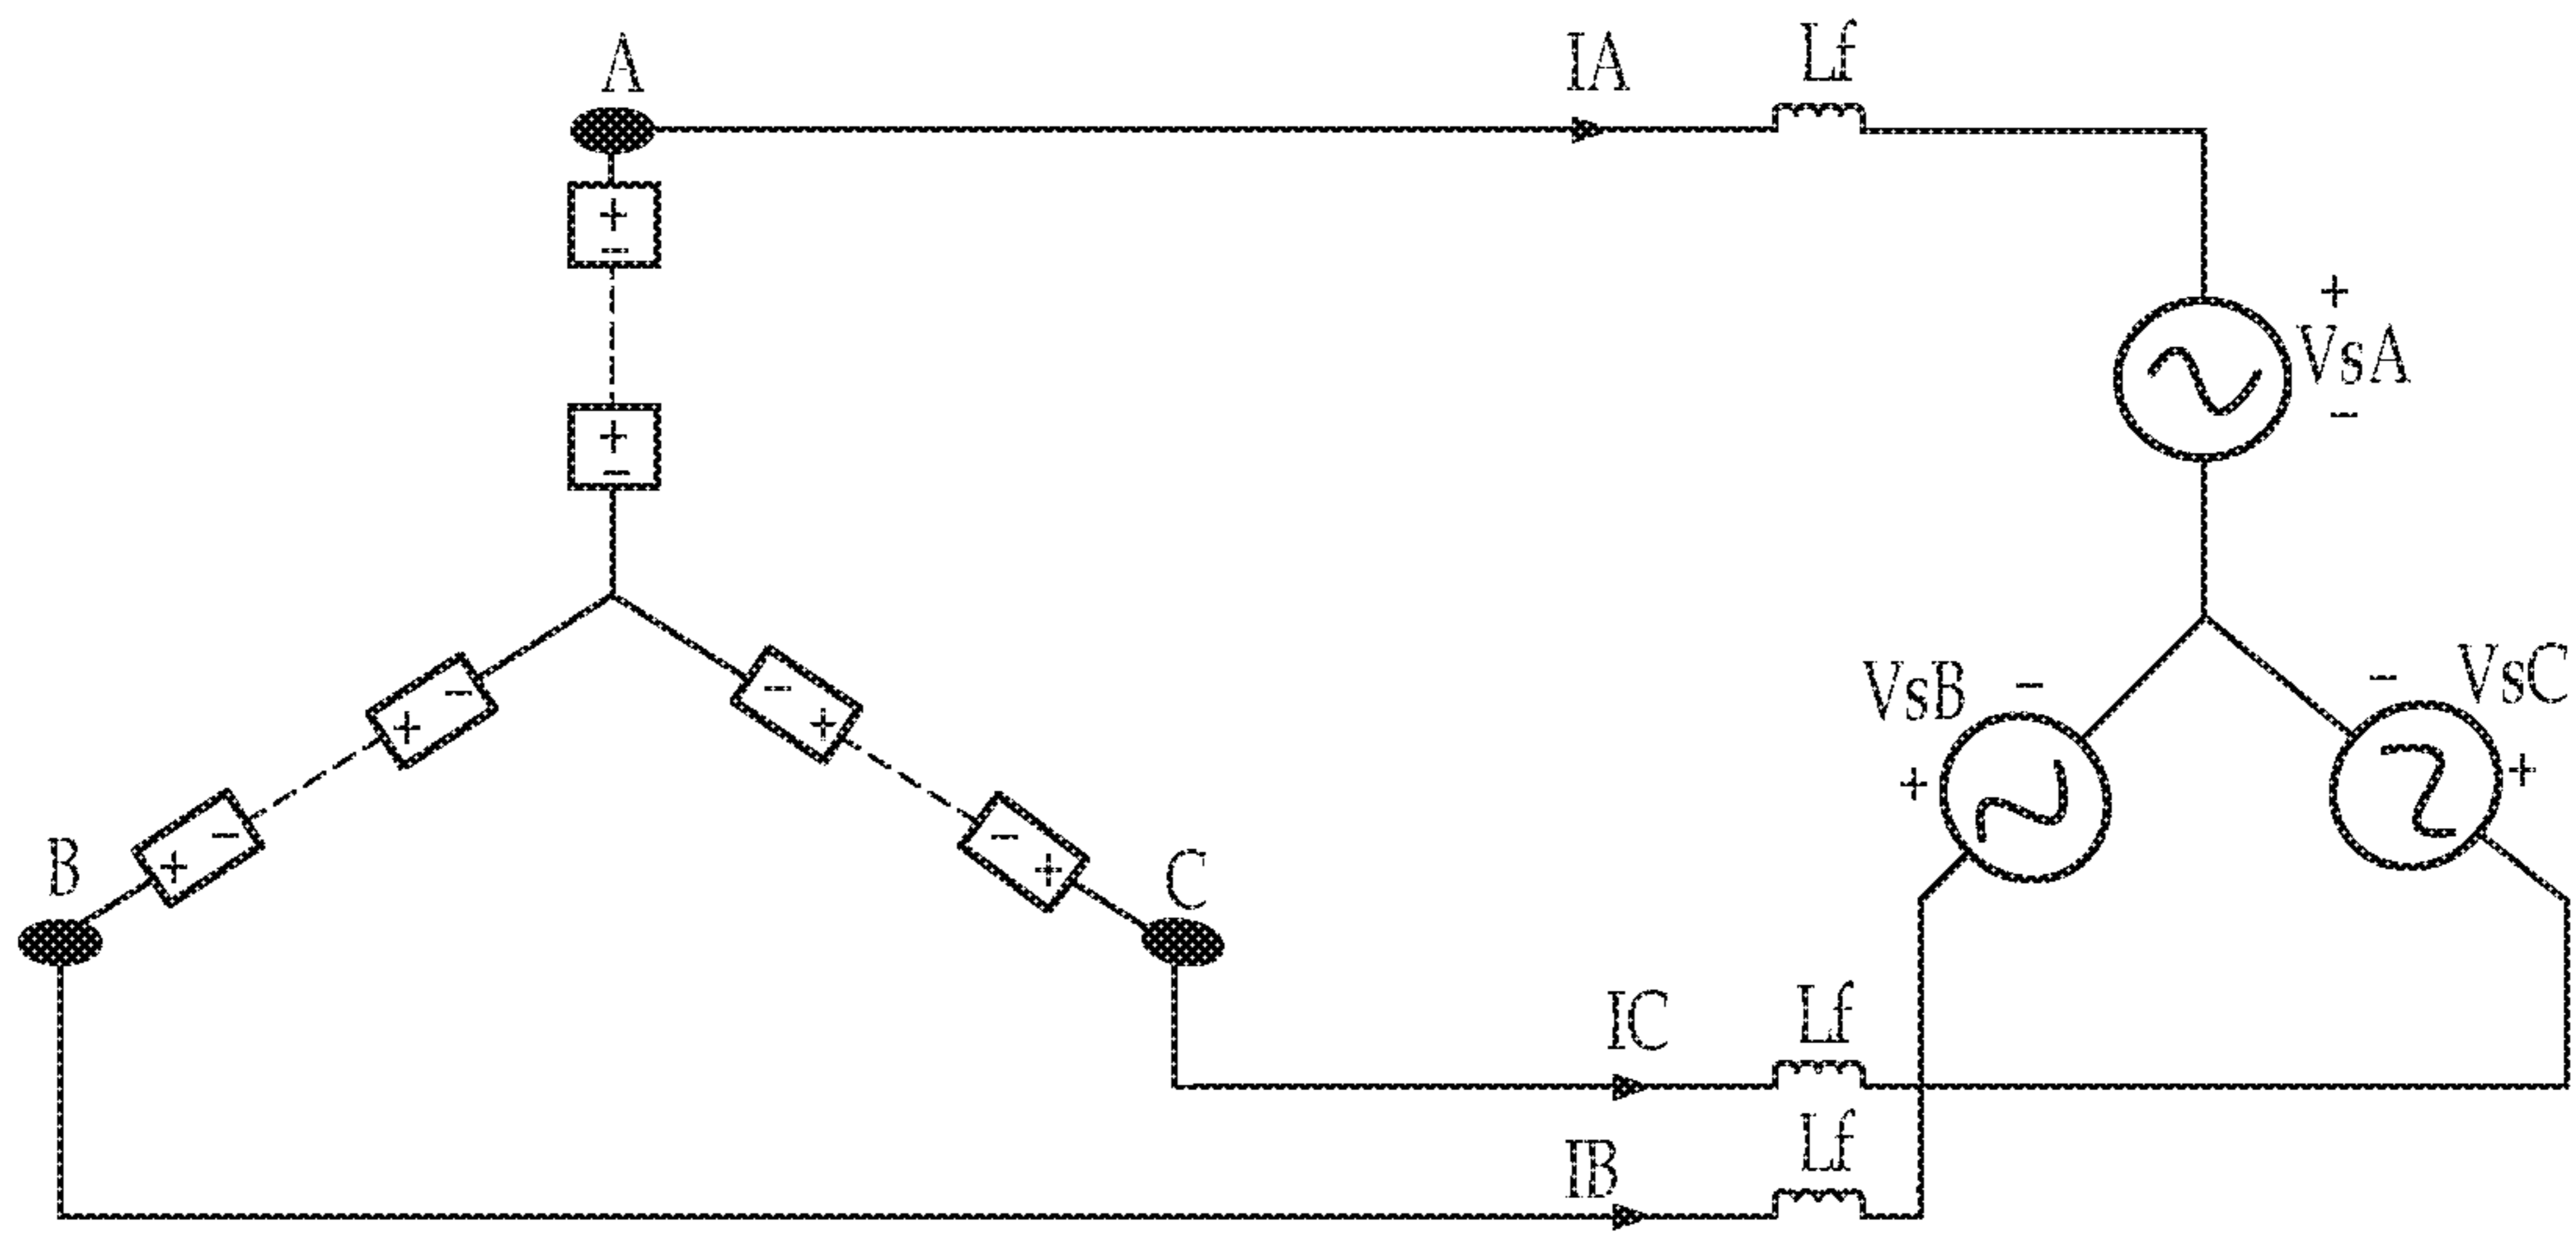 A
IA
Lf
+
-
+
VsA
-
+
-
VsB
-
+
-
VsC
+
-
+
-
+
B
+
-
-
+
C
IC
Lf
IB
Lf